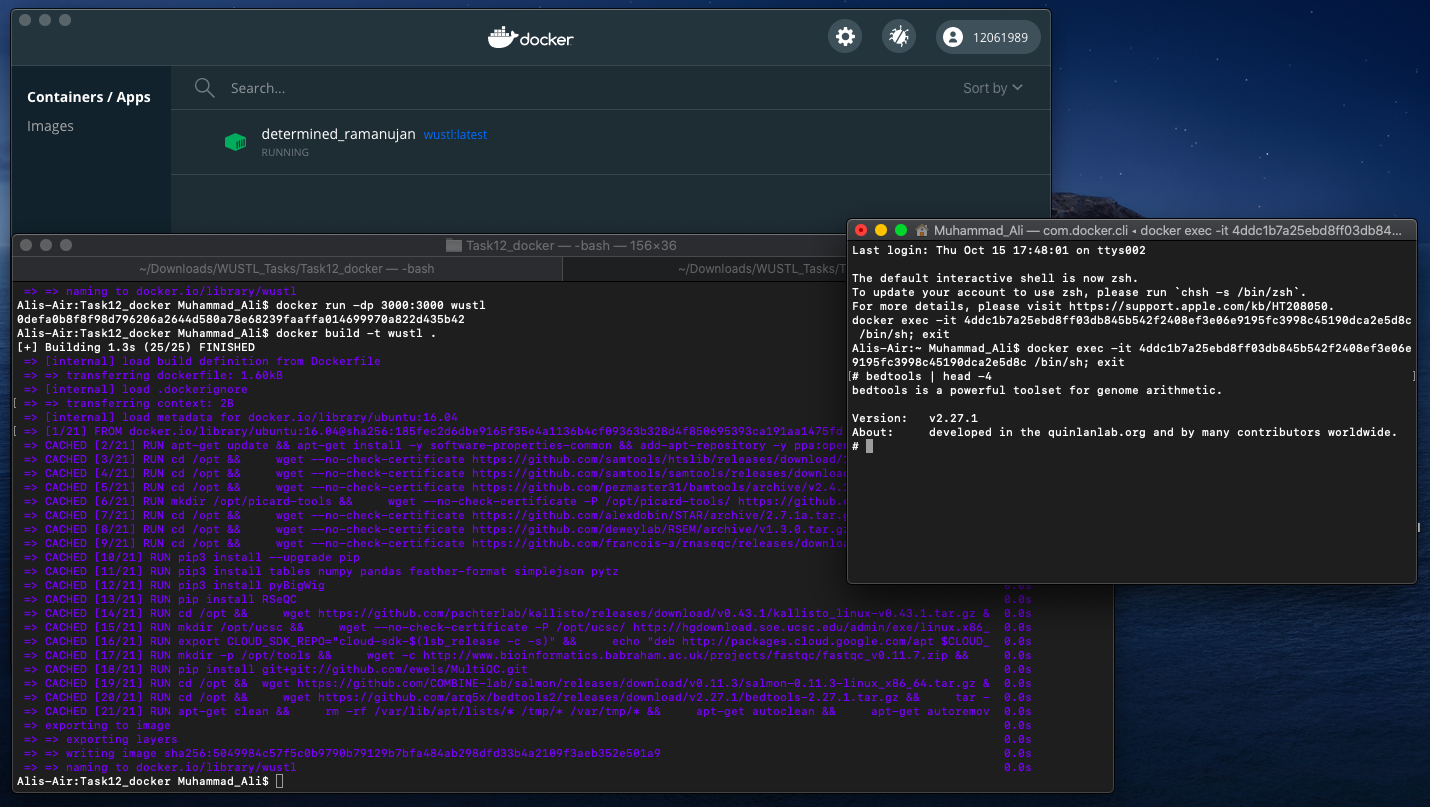 docker
12061989
Containers / Apps
Images
Search...
Sort by
determined_ramanujan wustl:latest
RUNNING
Task12_docker — -bash — 156×36
~/Downloads/WUSTL_Tasks/Task12_docker — -bash
~/Downloads/WUSTL_Tasks/T
=> => naming to docker.io/library/wustl
Alis-Air:Task12_docker Muhammad_Ali$ docker run -dp 3000:3000 wustl
0defa0b8f8f98d796206a2644d580a78e68239faaffa014699970a822d435b42
Alis-Air:Task12_docker Muhammad_Ali$ docker build -t wustl .
[+] Building 1.3s (25/25) FINISHED
=> [internal] load build definition from Dockerfile
=> => transferring dockerfile: 1.60kB
=> [internal] load .dockerignore
[ => => transferring context: 2B
=> [internal] load metadata for docker.io/library/ubuntu:16.04
[ => [1/21] FROM docker.io/library/ubuntu:16.04@sha256:185fec2d6dbe9165f35e4a1136b4cf09363b328d4f850695393ca191aa1475fd
=> CACHED [2/21] RUN apt-get update && apt-get install -y software-properties-common && add-apt-repository -y ppa:open
=> CACHED [3/21] RUN cd /opt && wget --no-check-certificate https://github.com/samtools/htslib/releases/download/
=> CACHED [4/21] RUN cd /opt && wget --no-check-certificate https://github.com/samtools/samtools/releases/downloa
=> CACHED [5/21] RUN cd /opt && wget --no-check-certificate https://github.com/pezmaster31/bamtools/archive/v2.4.
=> CACHED [6/21] RUN mkdir /opt/picard-tools && wget --no-check-certificate -P /opt/picard-tools/ https://github.c
=> CACHED [7/21] RUN cd /opt && wget --no-check-certificate https://github.com/alexdobin/STAR/archive/2.7.1a.tar.g
=> CACHED [8/21] RUN cd /opt && wget --no-check-certificate https://github.com/deweylab/RSEM/archive/v1.3.0.tar.g
=> CACHED [9/21] RUN cd /opt && wget --no-check-certificate https://github.com/francois-a/rnaseqc/releases/downloa
=> CACHED [10/21] RUN pip3 install --upgrade pip
=> CACHED [11/21] RUN pip3 install tables numpy pandas feather-format simplejson pytz
=> CACHED [12/21] RUN pip3 install pyBigWig
=> CACHED [13/21] RUN pip install RSeQC 0.0s
=> CACHED [14/21] RUN cd /opt && wget https://github.com/pachterlab/kallisto/releases/download/v0.43.1/kallisto_linux-v0.43.1.tar.gz & 0.0s
=> CACHED [15/21] RUN mkdir /opt/ucsc && wget --no-check-certificate -P /opt/ucsc/ http://hgdownload.soe.ucsc.edu/admin/exe/linux.x86_ 0.0s
=> CACHED [16/21] RUN export CLOUD_SDK_REPO="cloud-sdk-$(lsb_release -c -s)" && echo "deb http://packages.cloud.google.com/apt $CLOUD_ 0.0s
=> CACHED [17/21] RUN mkdir -p /opt/tools && wget -c http://www.bioinformatics.babraham.ac.uk/projects/fastqc/fastqc_v0.11.7.zip && 0.0s
=> CACHED [18/21] RUN pip install git+git://github.com/ewels/MultiQC.git 0.0s
=> CACHED [19/21] RUN cd /opt && wget https://github.com/COMBINE-lab/salmon/releases/download/v0.11.3/salmon-0.11.3-linux_x86_64.tar.gz & 0.0s
=> CACHED [20/21] RUN cd /opt && wget https://github.com/arq5x/bedtools2/releases/download/v2.27.1/bedtools-2.27.1.tar.gz && tar - 0.0s
=> CACHED [21/21] RUN apt-get clean && rm -rf /var/lib/apt/lists/* /tmp/* /var/tmp/* && apt-get autoclean && apt-get autoremov 0.0s
=> exporting to image 0.0s
=> => exporting layers 0.0s
=> => writing image sha256:5049984c57f5c0b9790b79129b7bfa484ab298dfd33b4a2109f3aeb352e501a9 0.0s
=> => naming to docker.io/library/wustl 0.0s
Alis-Air:Task12_docker Muhammad_Ali$
Muhammad_Ali — com.docker.cli ◂ docker exec -it 4ddc1b7a25ebd8ff03db84...
Last login: Thu Oct 15 17:48:01 on ttys002
The default interactive shell is now zsh.
To update your account to use zsh, please run `chsh -s /bin/zsh`.
For more details, please visit https://support.apple.com/kb/HT208050.
docker exec -it 4ddc1b7a25ebd8ff03db845b542f2408ef3e06e9195fc3998c45190dca2e5d8c
/bin/sh; exit
Alis-Air:~ Muhammad_Ali$ docker exec -it 4ddc1b7a25ebd8ff03db845b542f2408ef3e06e
9195fc3998c45190dca2e5d8c /bin/sh; exit
[# bedtools | head -4 ]
bedtools is a powerful toolset for genome arithmetic.
Version: v2.27.1
About: developed in the quinlanlab.org and by many contributors worldwide.
#